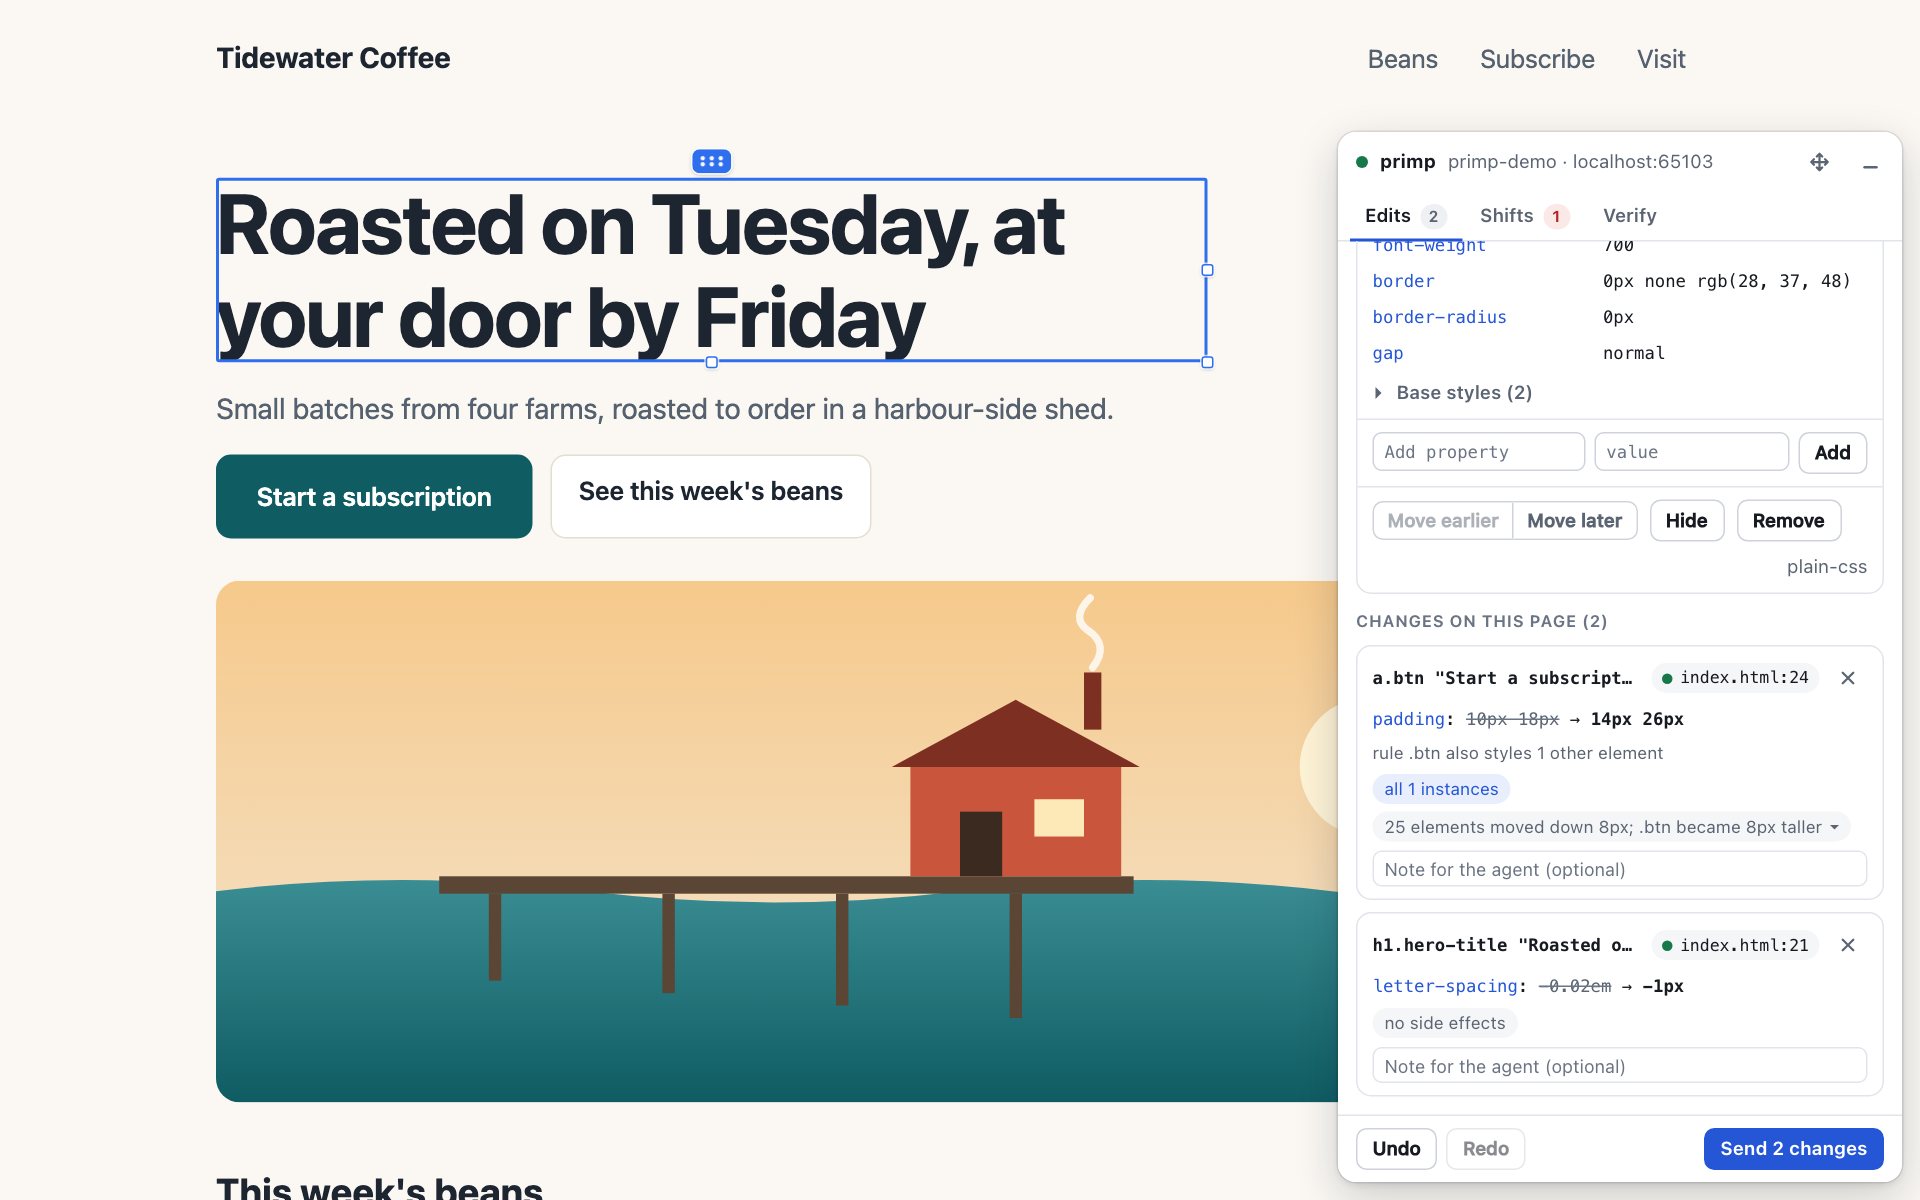 Tidewater Coffee
Beans
Subscribe
Visit
Roasted on Tuesday, at
your door by Friday
Small batches from four farms, roasted to order in a harbour-side shed.
Start a subscription
See this week's beans
This week's beans
primp primp-demo · localhost:65103
Edits 2
Shifts 1
Verify
font-weight 700
border 0px none rgb(28, 37, 48)
border-radius 0px
gap normal
Base styles (2)
Add property
value
Add
Move earlier
Move later
Hide
Remove
plain-css
CHANGES ON THIS PAGE (2)
a.btn "Start a subscript… index.html:24
padding: 10px 18px → 14px 26px
rule .btn also styles 1 other element
all 1 instances
25 elements moved down 8px; .btn became 8px taller
Note for the agent (optional)
h1.hero-title "Roasted o… index.html:21
letter-spacing: -0.02em → -1px
no side effects
Note for the agent (optional)
Undo
Redo
Send 2 changes